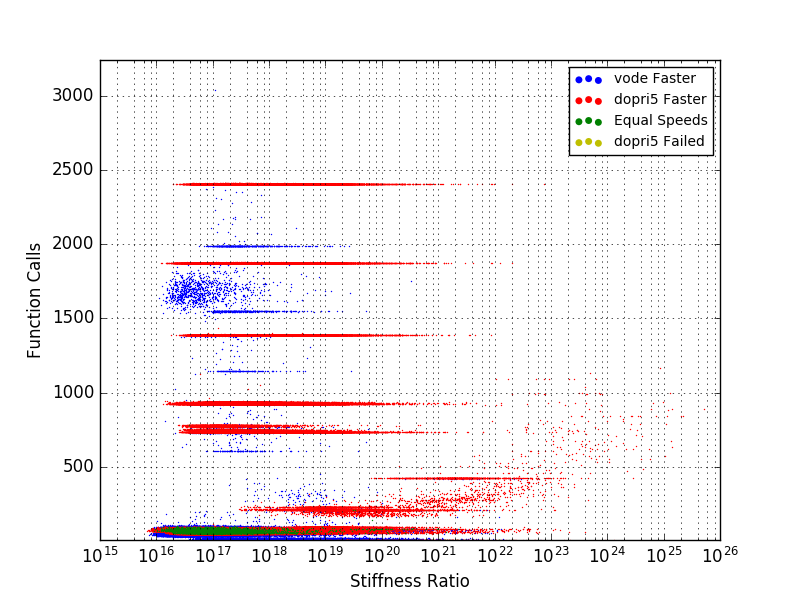 vode Faster
dopri5 Faster
Equal Speeds
dopri5 Failed
3000
2500
2000
1500
1000
500
Function Calls
10^15 10^16 10^17 10^18 10^19 10^20 10^21 10^22 10^23 10^24 10^25 10^26
Stiffness Ratio